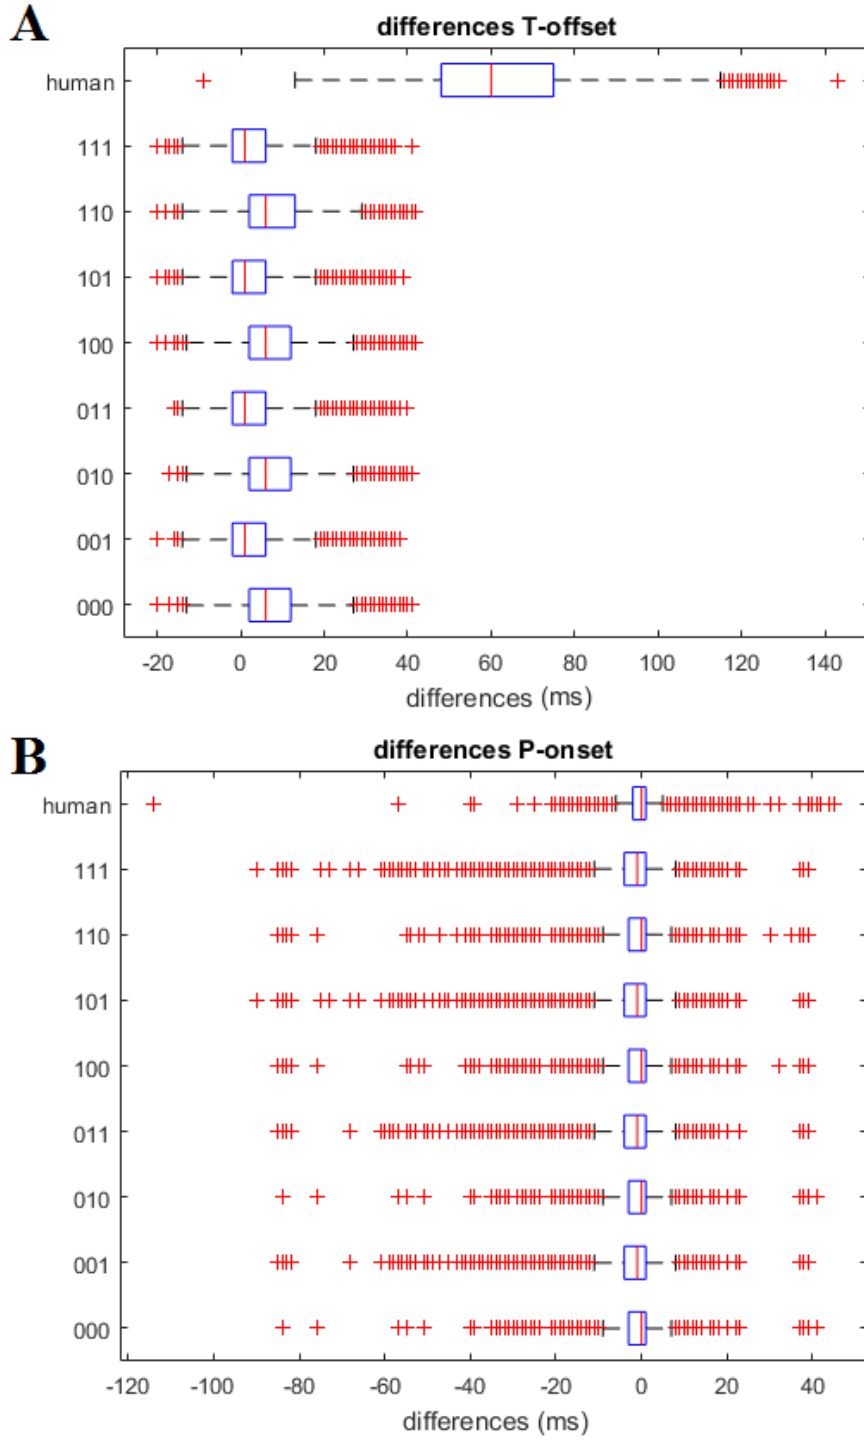 A
differences T-offset
human
111
110
101
100
011
010
001
000
-20 0 20 40 60 80 100 120 140
differences (ms)
B
differences P-onset
human
111
110
101
100
011
010
001
000
-120 -100 -80 -60 -40 -20 0 20 40
differences (ms)